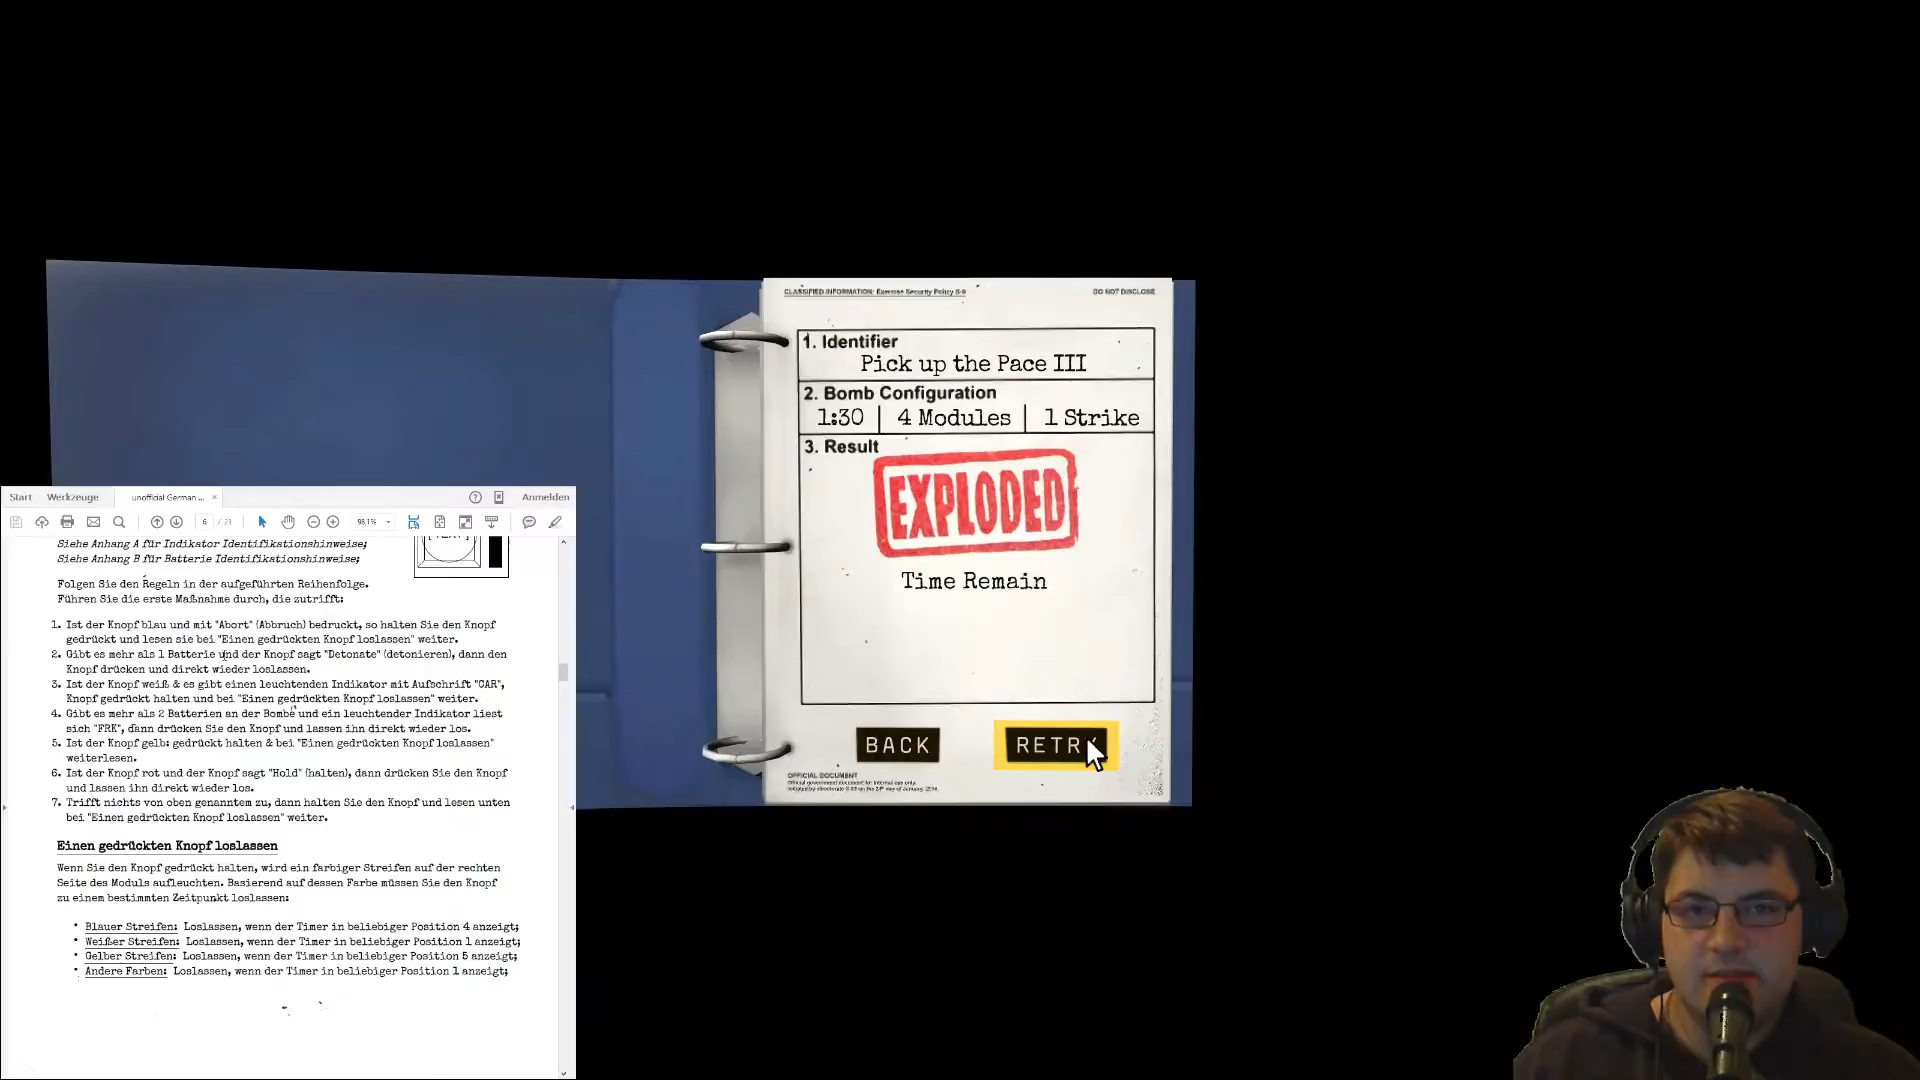 CLASSIFIED INFORMATION: Exercise Security Policy S-9
DO NOT DISCLOSE
1. Identifier
Pick up the Pace III
2. Bomb Configuration
1:30 | 4 Modules | 1 Strike
3. Result
EXPLODED
Time Remain
BACK
OFFICIAL DOCUMENT
Start Werkzeuge unofficial German ... × Anmelden
6 / 23 98,1%
Siehe Anhang A für Indikator Identifikationshinweise;
Siehe Anhang B für Batterie Identifikationshinweise;
Folgen Sie den Regeln in der aufgeführten Reihenfolge.
Führen Sie die erste Maßnahme durch, die zutrifft:
1. Ist der Knopf blau und mit "Abort" (Abbruch) bedruckt, so halten Sie den Knopf
gedrückt und lesen sie bei "Einen gedrückten Knopf loslassen" weiter.
2. Gibt es mehr als 1 Batterie und der Knopf sagt "Detonate" (detonieren), dann den
Knopf drücken und direkt wieder loslassen.
3. Ist der Knopf weiß & es gibt einen leuchtenden Indikator mit Aufschrift "CAR",
Knopf gedrückt halten und bei "Einen gedrückten Knopf loslassen" weiter.
4. Gibt es mehr als 2 Batterien an der Bombe und ein leuchtender Indikator liest
sich "FRK", dann drücken Sie den Knopf und lassen ihn direkt wieder los.
5. Ist der Knopf gelb: gedrückt halten & bei "Einen gedrückten Knopf loslassen"
weiterlesen.
6. Ist der Knopf rot und der Knopf sagt "Hold" (halten), dann drücken Sie den Knopf
und lassen ihn direkt wieder los.
7. Trifft nichts von oben genanntem zu, dann halten Sie den Knopf und lesen unten
bei "Einen gedrückten Knopf loslassen" weiter.
Einen gedrückten Knopf loslassen
Wenn Sie den Knopf gedrückt halten, wird ein farbiger Streifen auf der rechten
Seite des Moduls aufleuchten. Basierend auf dessen Farbe müssen Sie den Knopf
zu einem bestimmten Zeitpunkt loslassen:
• Blauer Streifen: Loslassen, wenn der Timer in beliebiger Position 4 anzeigt;
• Weißer Streifen: Loslassen, wenn der Timer in beliebiger Position 1 anzeigt;
• Gelber Streifen: Loslassen, wenn der Timer in beliebiger Position 5 anzeigt;
• Andere Farben: Loslassen, wenn der Timer in beliebiger Position 1 anzeigt;